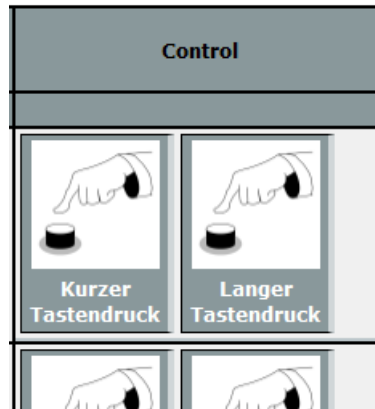 Control
Kurzer
Tastendruck
Langer
Tastendruck